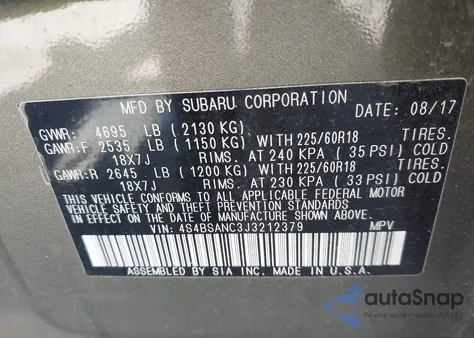 MFD BY SUBARU CORPORATION DATE: 08/17
GVWR: 4695 LB (2130 KG)
GAWR:F 2535 LB (1150 KG) WITH 225/60R18 TIRES
18X7J RIMS. AT 240 KPA (35 PSI) COLD
GAWR:R 2645 LB (1200 KG) WITH 225/60R18 TIRES
18X7J RIMS. AT 230 KPA (33 PSI) COLD
THIS VEHICLE CONFORMS TO ALL APPLICABLE FEDERAL MOTOR
VEHICLE SAFETY AND THEFT PREVENTION STANDARDS
IN EFFECT ON THE DATE OF MANUFACTURE SHOWN ABOVE.
VIN: 4S4BSANC3J3212379 MPV
ASSEMBLED BY SIA INC. MADE IN U.S.A.
autoSnap